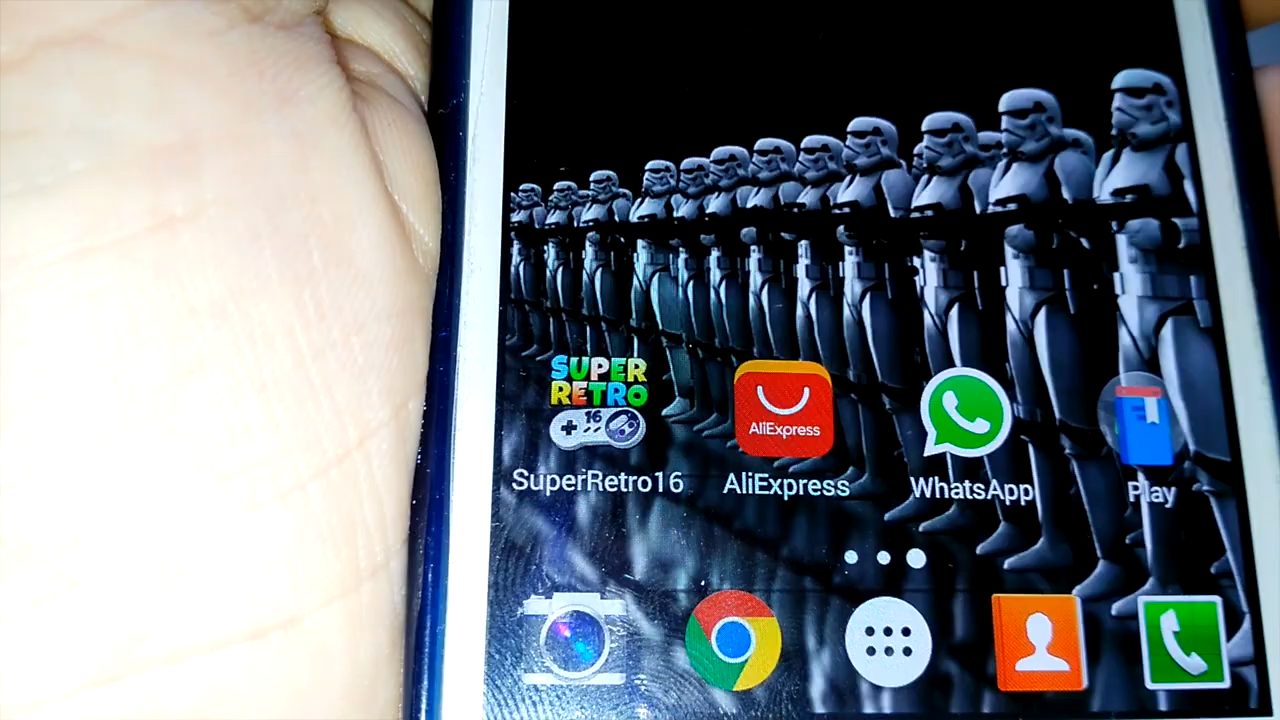 SUPER
RETRO
16
AliExpress
SuperRetro16
AliExpress
WhatsApp
Play